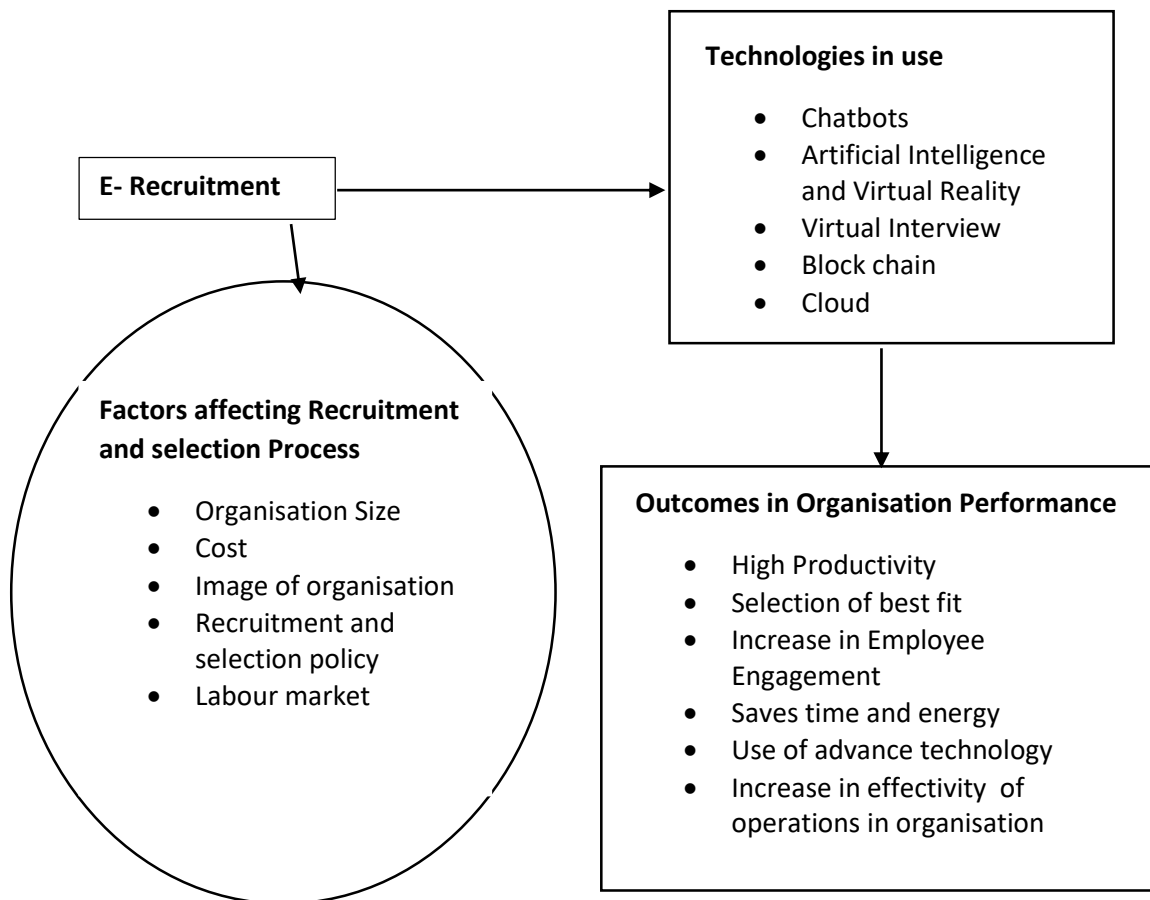 E- Recruitment
Technologies in use
• Chatbots
• Artificial Intelligence
and Virtual Reality
• Virtual Interview
• Block chain
• Cloud
Factors affecting Recruitment
and selection Process
• Organisation Size
• Cost
• Image of organisation
• Recruitment and
selection policy
• Labour market
Outcomes in Organisation Performance
• High Productivity
• Selection of best fit
• Increase in Employee
Engagement
• Saves time and energy
• Use of advance technology
• Increase in effectivity  of
operations in organisation